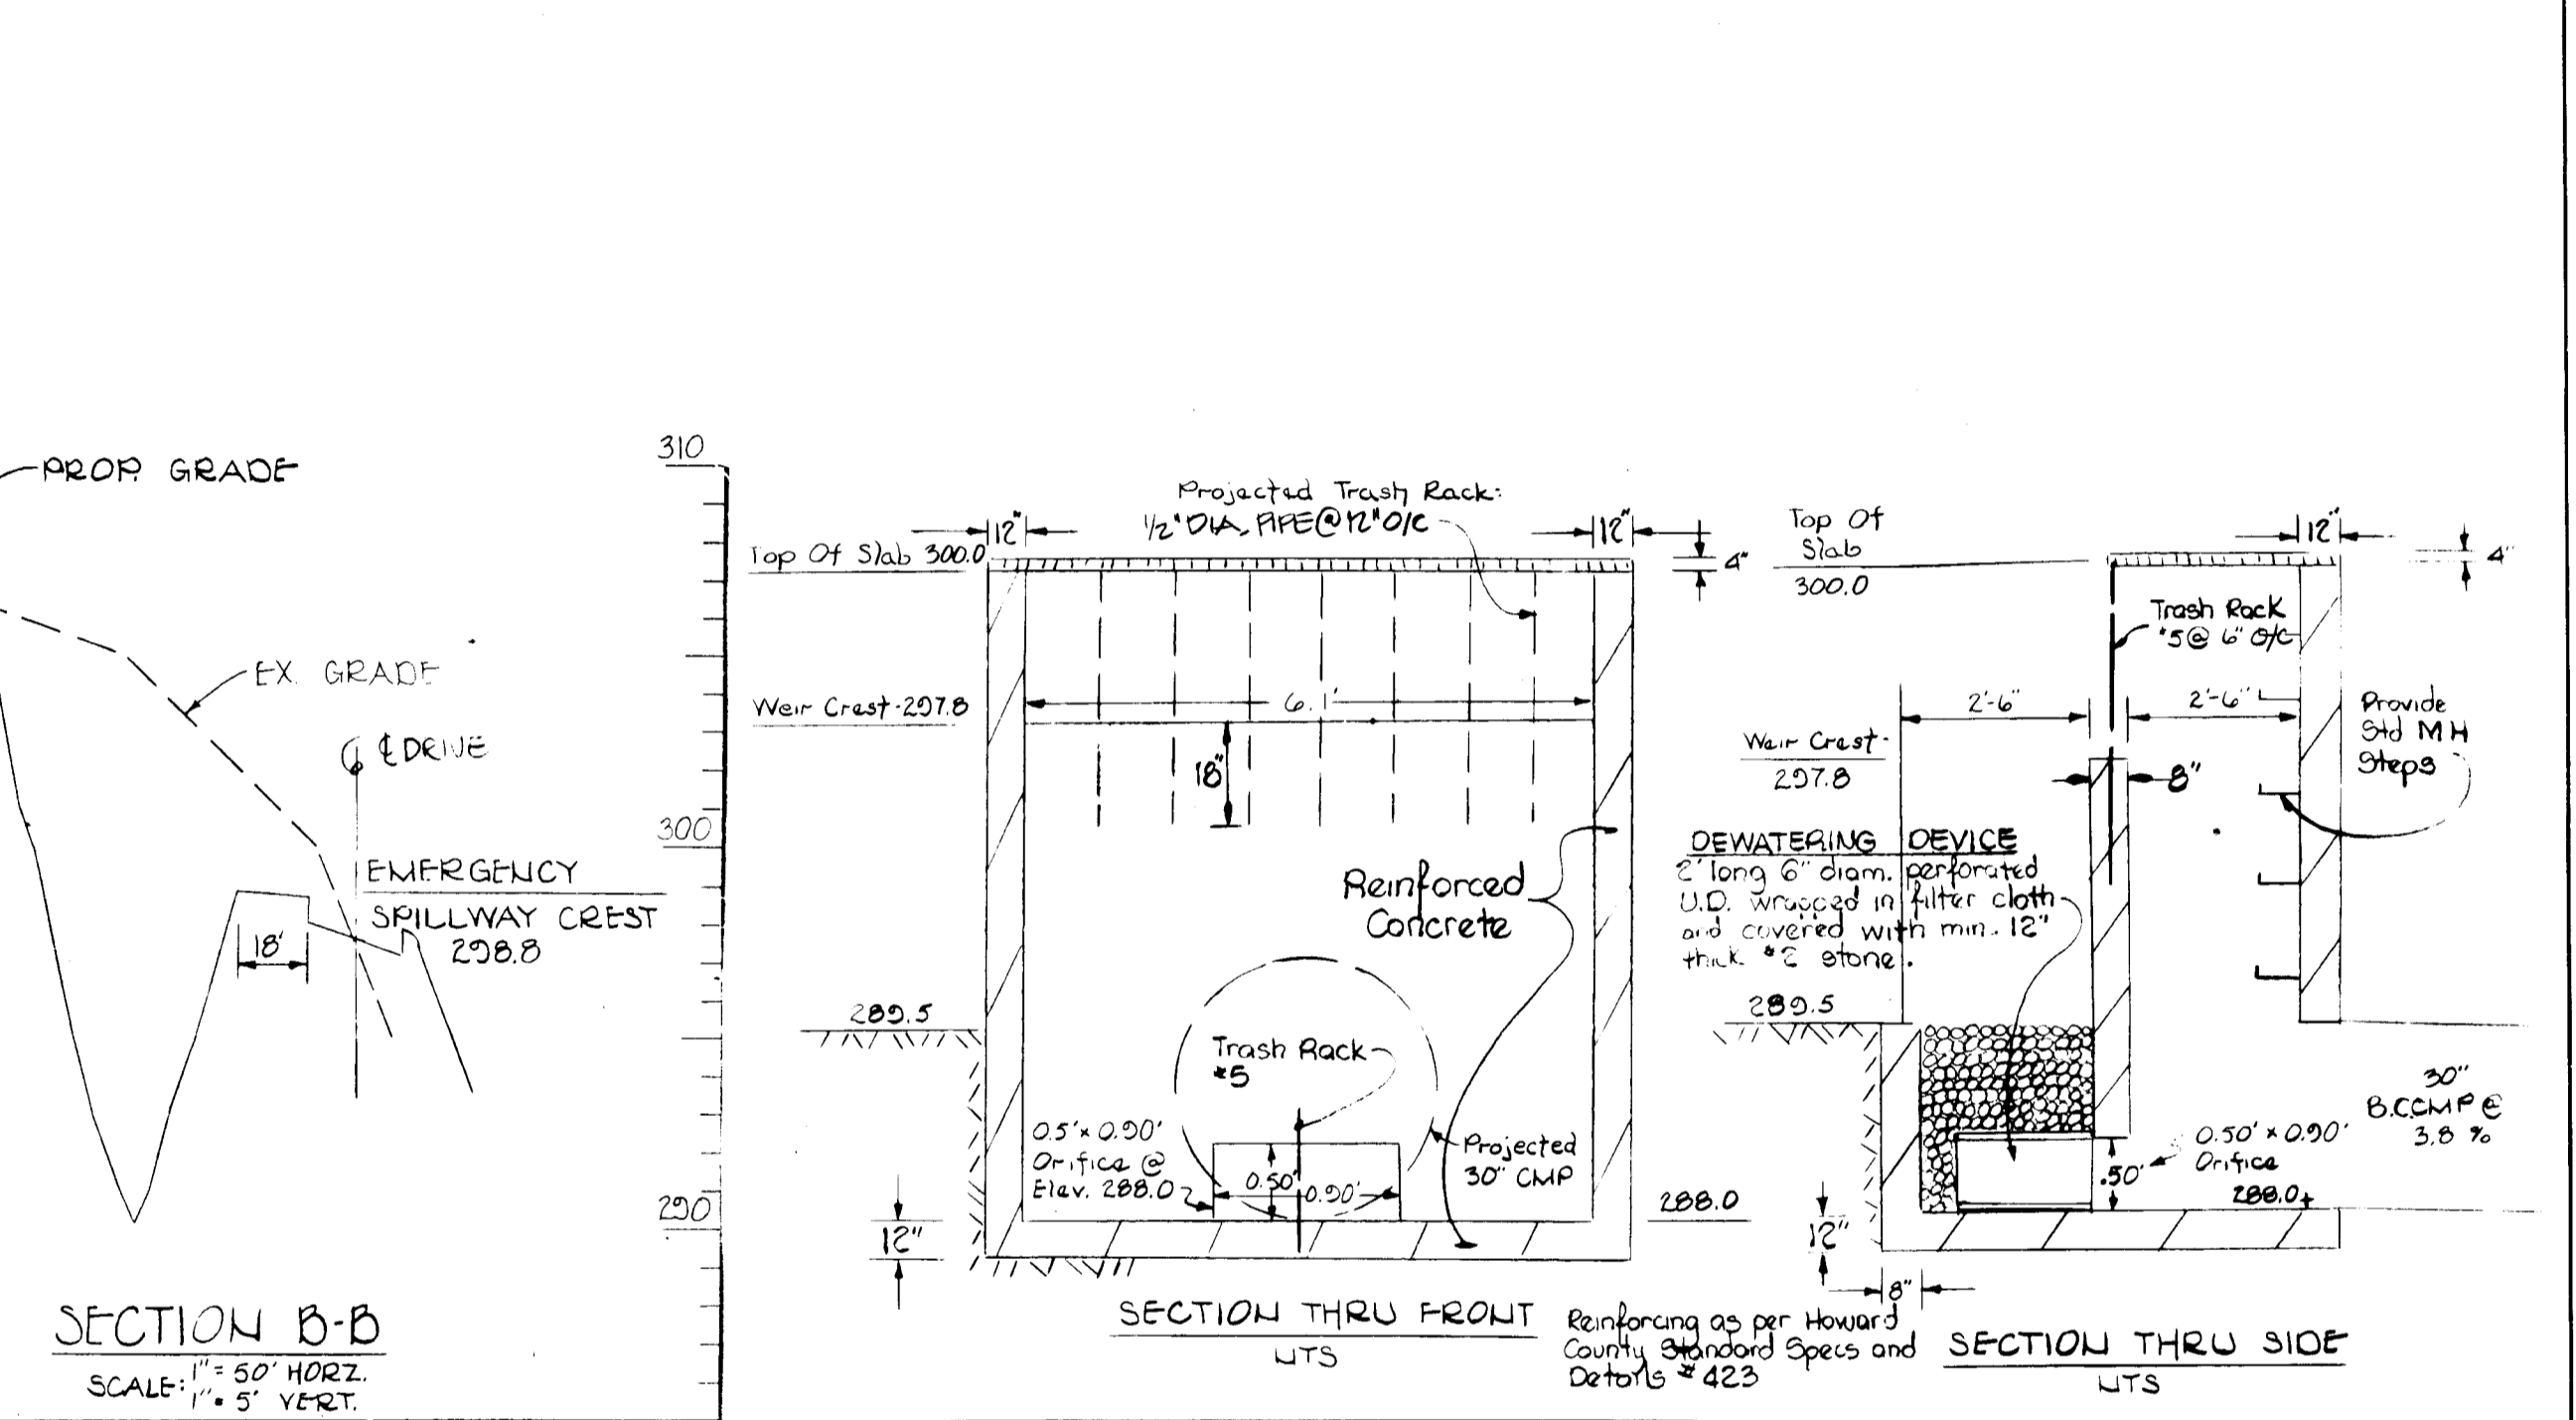 PROP. GRADE
EX. GRADE
℄ DRIVE
EMERGENCY
SPILLWAY CREST
298.8
18'
310
300
290
SECTION B-B
SCALE: 1" = 50' HORZ.
1" = 5' VERT.
Projected Trash Rack:
1/2" DIA. PIPE @ 12" O/C
12"
12"
4"
Top Of Slab 300.0
Weir Crest-297.8
6.1'
18"
Reinforced
Concrete
289.5
Trash Rack
#5
0.5' x 0.90'
Orifice @
Elev. 288.0
0.50'
0.90'
Projected
30" CMP
12"
288.0
SECTION THRU FRONT
NTS
Reinforcing as per Howard
County Standard Specs and
Details #423
Top Of
Slab
300.0
12"
4"
Trash Rack
#5 @ 6" O/C
2'-6"
2'-6"
Provide
Std MH
Steps
Weir Crest-
297.8
8"
DEWATERING DEVICE
2' long 6" diam. perforated
U.D. wrapped in filter cloth
and covered with min. 12"
thick #2 stone.
289.5
30"
B.C.CMP @
3.8 %
0.50' x 0.90'
Orifice
.50'
288.0
12"
8"
SECTION THRU SIDE
NTS